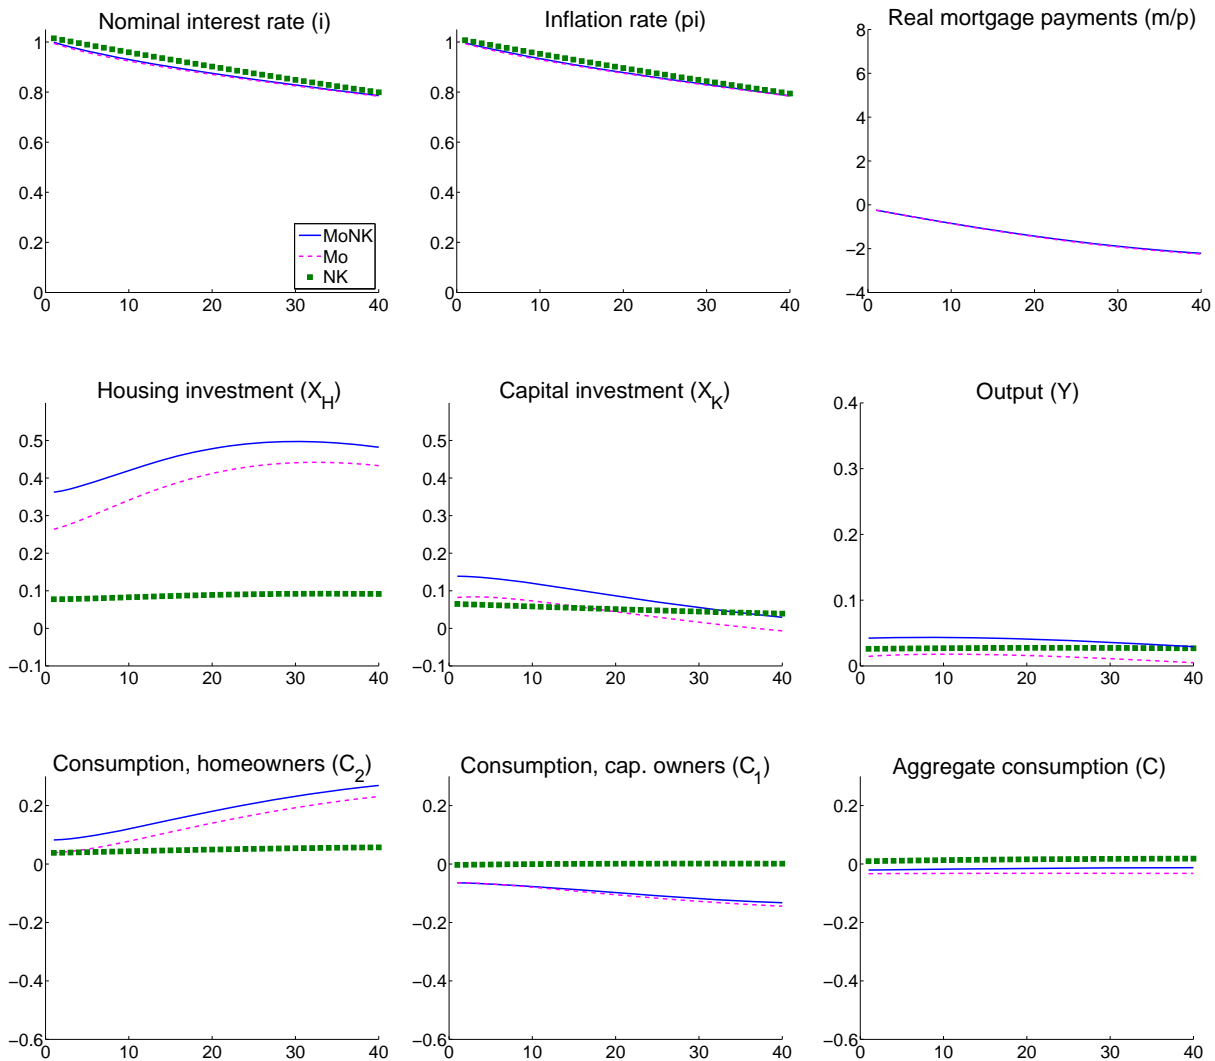 Nominal interest rate (i)
1
0.8
0.6
0.4
0.2
0
0 10 20 30 40
MoNK
Mo
NK
Inflation rate (pi)
1
0.8
0.6
0.4
0.2
0
0 10 20 30 40
Real mortgage payments (m/p)
8
6
4
2
0
−2
−4
0 10 20 30 40
Housing investment (X_H)
0.5
0.4
0.3
0.2
0.1
0
−0.1
0 10 20 30 40
Capital investment (X_K)
0.5
0.4
0.3
0.2
0.1
0
−0.1
0 10 20 30 40
Output (Y)
0.4
0.3
0.2
0.1
0
0 10 20 30 40
Consumption, homeowners (C_2)
0.2
0
−0.2
−0.4
−0.6
0 10 20 30 40
Consumption, cap. owners (C_1)
0.2
0
−0.2
−0.4
−0.6
0 10 20 30 40
Aggregate consumption (C)
0.2
0
−0.2
−0.4
−0.6
0 10 20 30 40